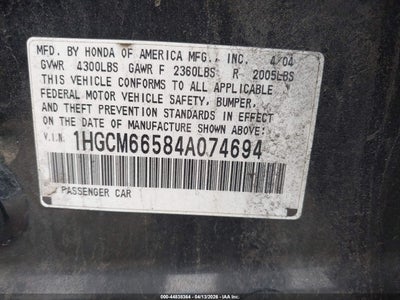 MFD. BY HONDA OF AMERICA MFG., INC. 4/04
GVWR 4300LBS GAWR F 2360LBS R 2005LBS
THIS VEHICLE CONFORMS TO ALL APPLICABLE
FEDERAL MOTOR VEHICLE SAFETY, BUMPER,
AND THEFT PREVENTION STANDARDS IN EFFECT
ON THE DATE OF MANUFACTURE SHOWN ABOVE.
V.I.N. 1HGCM66584A074694
PASSENGER CAR
000-44838364 - 04/13/2026 - 000-000